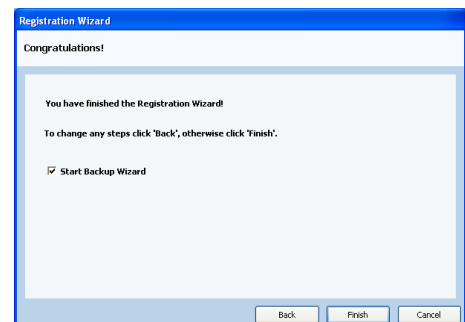 Registration Wizard
Congratulations!
You have finished the Registration Wizard!
To change any steps click 'Back', otherwise click 'Finish'.
Start Backup Wizard
Back Finish Cancel